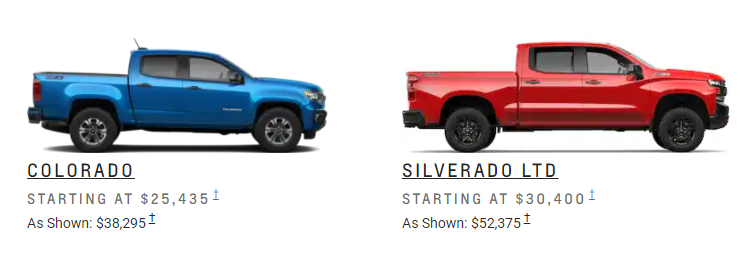 COLORADO
STARTING AT $25,435†
As Shown: $38,295†
SILVERADO LTD
STARTING AT $30,400†
As Shown: $52,375†